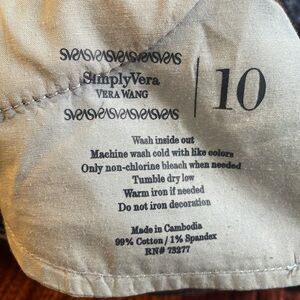 SimplyVera
VERA WANG
10
Wash inside out
Machine wash cold with like colors
Only non-chlorine bleach when needed
Tumble dry low
Warm iron if needed
Do not iron decoration
Made in Cambodia
99% Cotton / 1% Spandex
RN# 73277